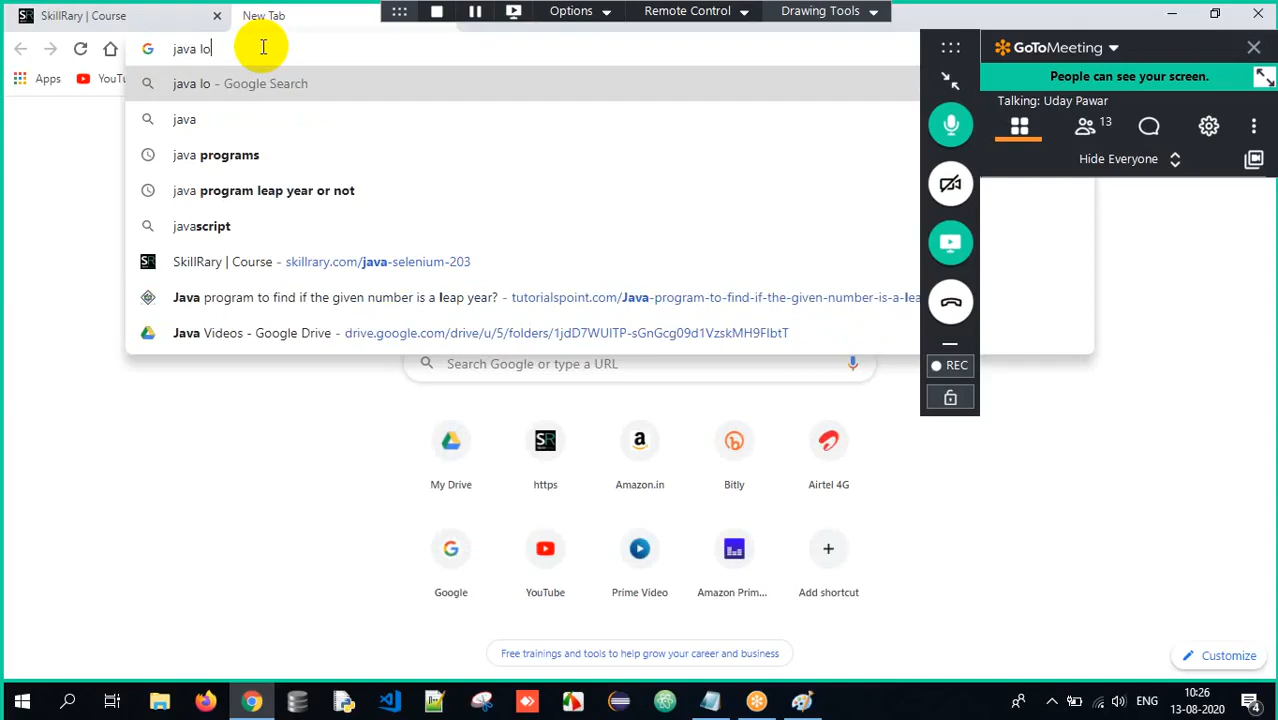 SkillRary | Course
New Tab
Options
Remote Control
Drawing Tools
java lo
GoToMeeting
Apps
YouTu
java lo - Google Search
People can see your screen.
Talking: Uday Pawar
java
13
java programs
Hide Everyone
java program leap year or not
javascript
SkillRary | Course - skillrary.com/java-selenium-203
Java program to find if the given number is a leap year? - tutorialspoint.com/Java-program-to-find-if-the-given-number-is-a-lea
Java Videos - Google Drive - drive.google.com/drive/u/5/folders/1jdD7WUlTP-sGnGcg09d1VzskMH9FIbtT
Search Google or type a URL
REC
SR
My Drive
https
Amazon.in
Bitly
Airtel 4G
Google
YouTube
Prime Video
Amazon Prim...
Add shortcut
Free trainings and tools to help grow your career and business
Customize
ENG
10:26
13-08-2020
4